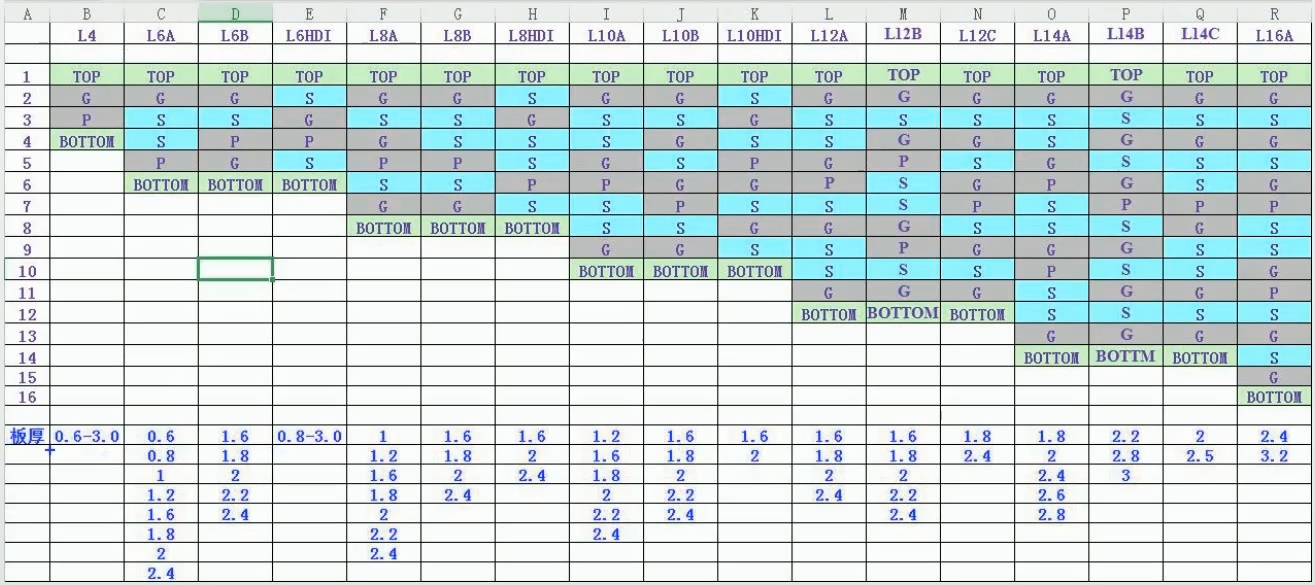 A B C D E F G H I J K L M N O P Q R
L4 L6A L6B L6HDI L8A L8B L8HDI L10A L10B L10HDI L12A L12B L12C L14A L14B L14C L16A
1 TOP TOP TOP TOP TOP TOP TOP TOP TOP TOP TOP TOP TOP TOP TOP TOP TOP
2 G G G S G G S G G S G G G G G G G
3 P S S G S S G S S G S S S S S S S
4 BOTTOM S P P G S S S G S S G G S G G G
5 P G S P P S G S P G P S G S S S
6 BOTTOM BOTTOM BOTTOM S S P P G G P S G P G S G
7 G G S S P S S S P S P P P
8 BOTTOM BOTTOM BOTTOM S S G G G S S S G S
9 G G S S P G G G S S
10 BOTTOM BOTTOM BOTTOM S S S P S S G
11 G G G S G G P
12 BOTTOM BOTTOM BOTTOM S S S S
13 G G G G
14 BOTTOM BOTTM BOTTOM S
15 G
16 BOTTOM
板厚 0.6-3.0 0.6 1.6 0.8-3.0 1 1.6 1.6 1.2 1.6 1.6 1.6 1.6 1.8 1.8 2.2 2 2.4
0.8 1.8 1.2 1.8 2 1.6 1.8 2 1.8 1.8 2.4 2 2.8 2.5 3.2
1 2 1.6 2 2.4 1.8 2 2 2 2.4 3
1.2 2.2 1.8 2.4 2 2.2 2.4 2.2 2.6
1.6 2.4 2 2.2 2.4 2.4 2.8
1.8 2.2 2.4
2 2.4
2.4